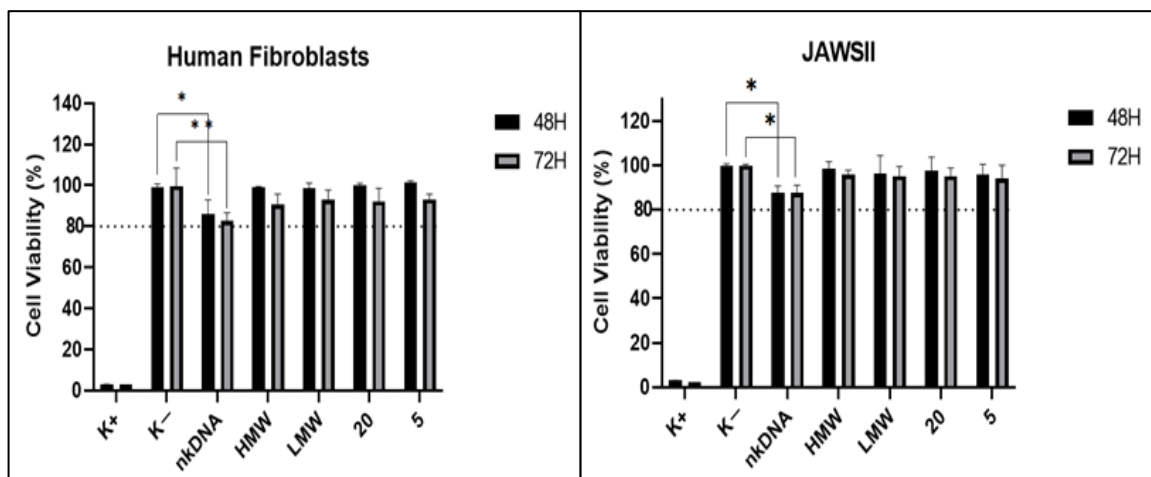 Human Fibroblasts
* 
**
140
120
100
80
60
40
20
0
Cell Viability (%)
K+
K−
nkDNA
HMW
LMW
20
5
48H
72H
JAWSII
*
*
120
100
80
60
40
20
0
Cell Viability (%)
K+
K−
nkDNA
HMW
LMW
20
5
48H
72H